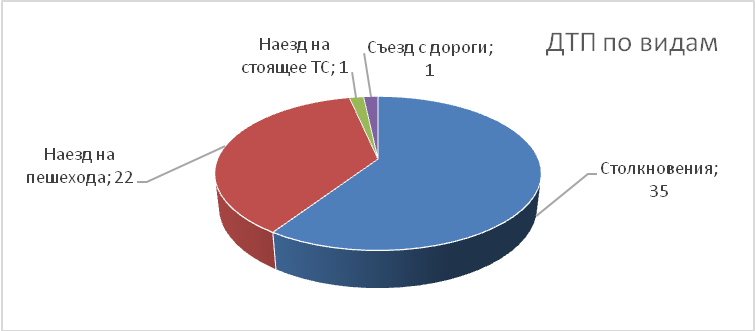 ДТП по видам
Наезд на
стоящее ТС; 1
Съезд с дороги;
1
Наезд на
пешехода; 22
Столкновения;
35